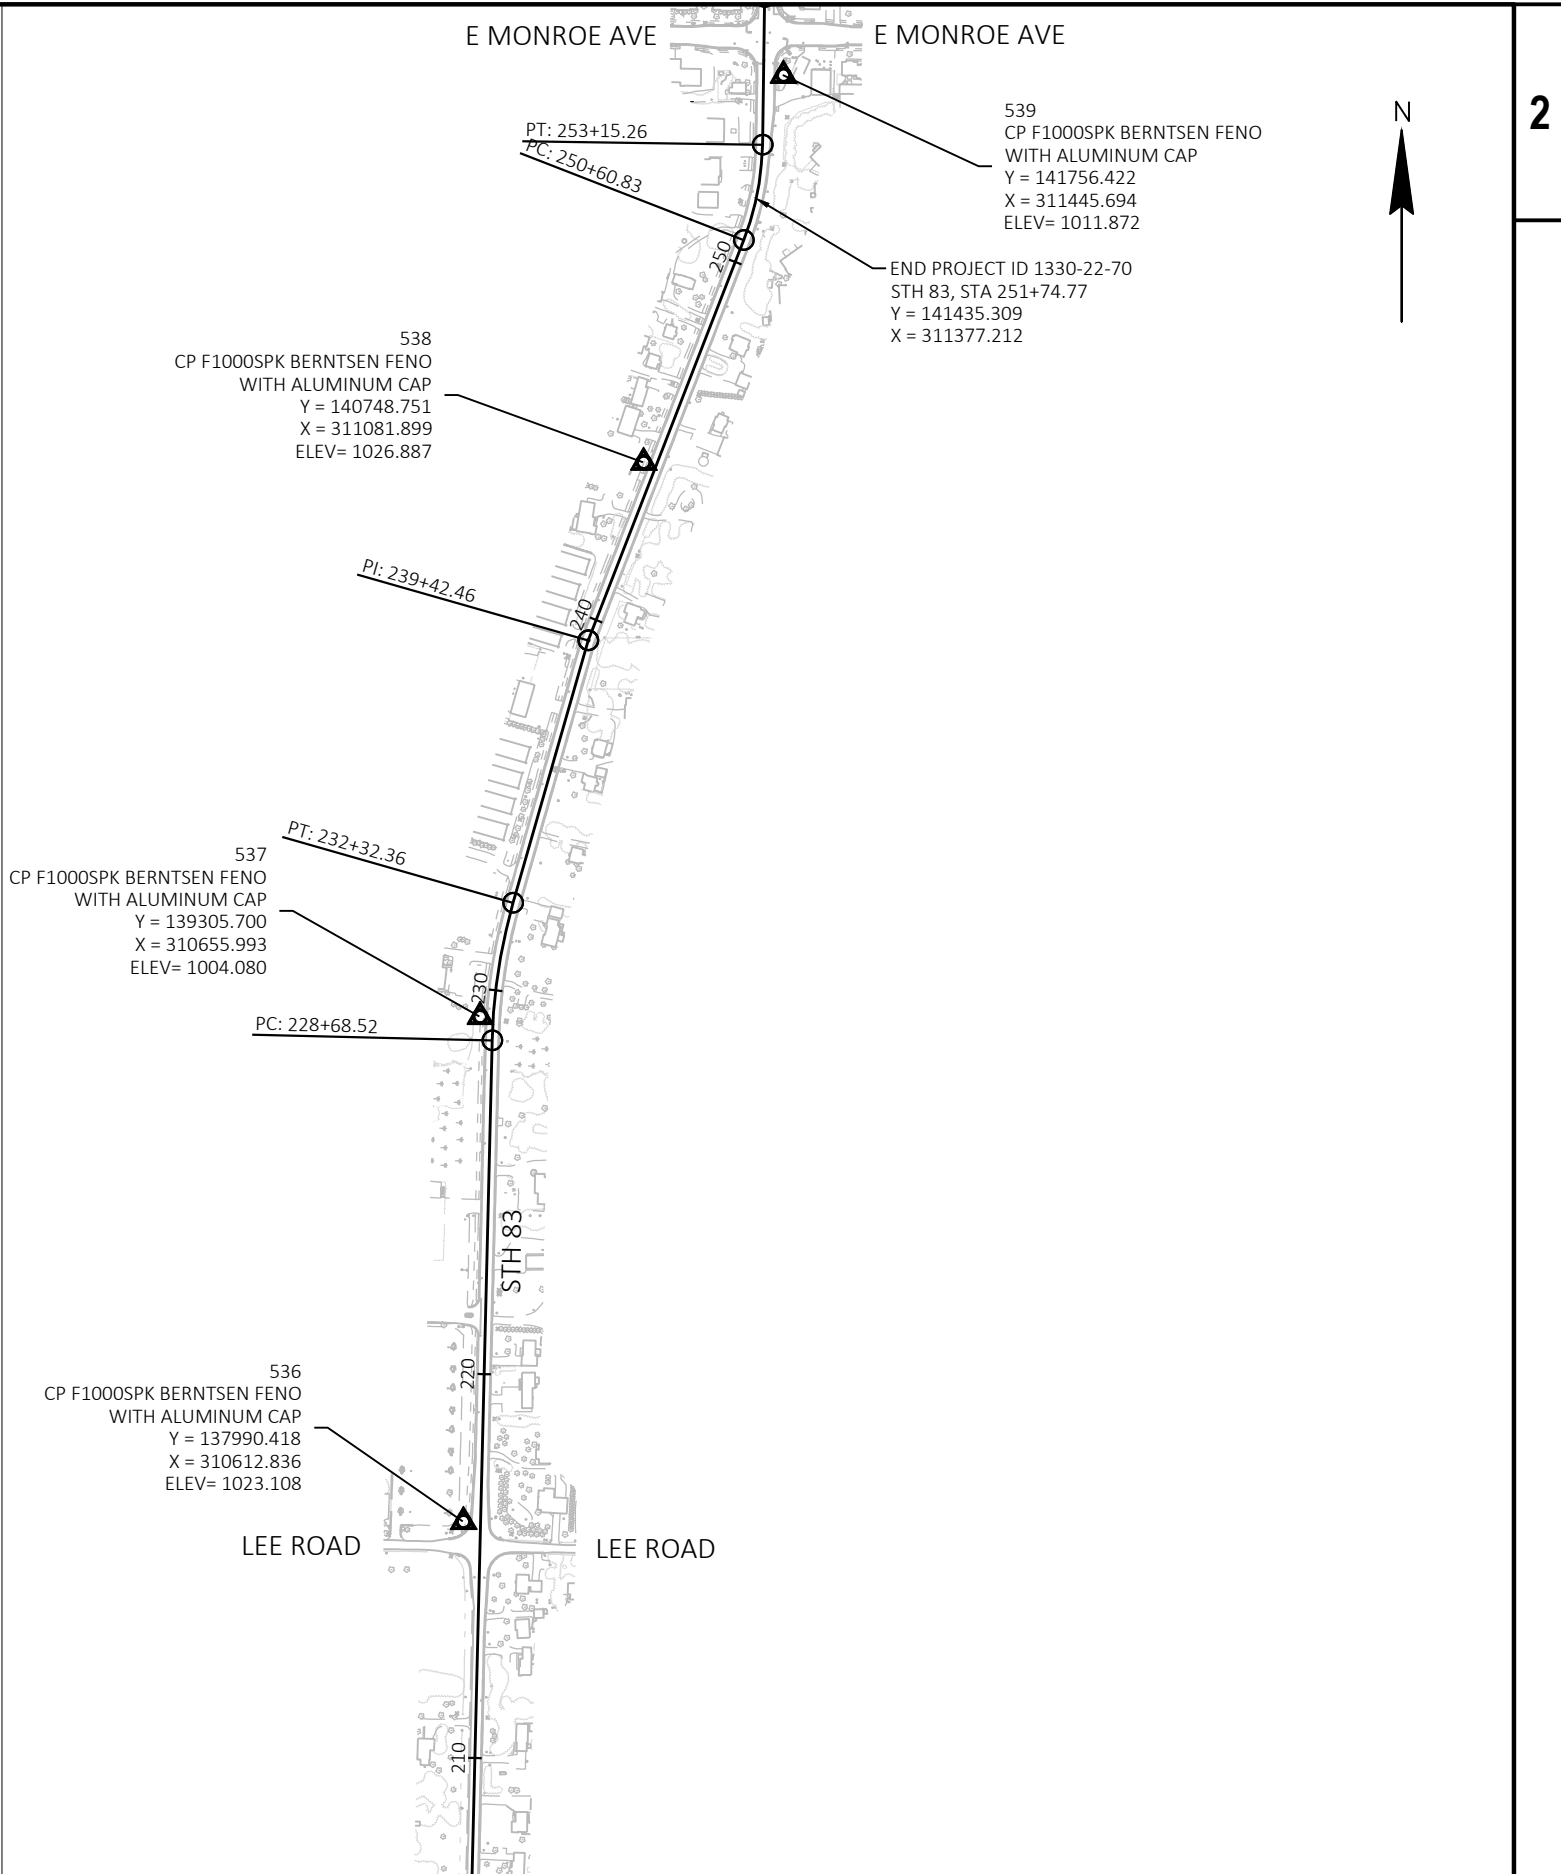 E MONROE AVE
E MONROE AVE
2
N
539
CP F1000SPK BERNTSEN FENO
WITH ALUMINUM CAP
Y = 141756.422
X = 311445.694
ELEV= 1011.872
PT: 253+15.26
PC: 250+60.83
250
END PROJECT ID 1330-22-70
STH 83, STA 251+74.77
Y = 141435.309
X = 311377.212
538
CP F1000SPK BERNTSEN FENO
WITH ALUMINUM CAP
Y = 140748.751
X = 311081.899
ELEV= 1026.887
PI: 239+42.46
240
PT: 232+32.36
537
CP F1000SPK BERNTSEN FENO
WITH ALUMINUM CAP
Y = 139305.700
X = 310655.993
ELEV= 1004.080
230
PC: 228+68.52
STH 83
220
536
CP F1000SPK BERNTSEN FENO
WITH ALUMINUM CAP
Y = 137990.418
X = 310612.836
ELEV= 1023.108
LEE ROAD
LEE ROAD
210